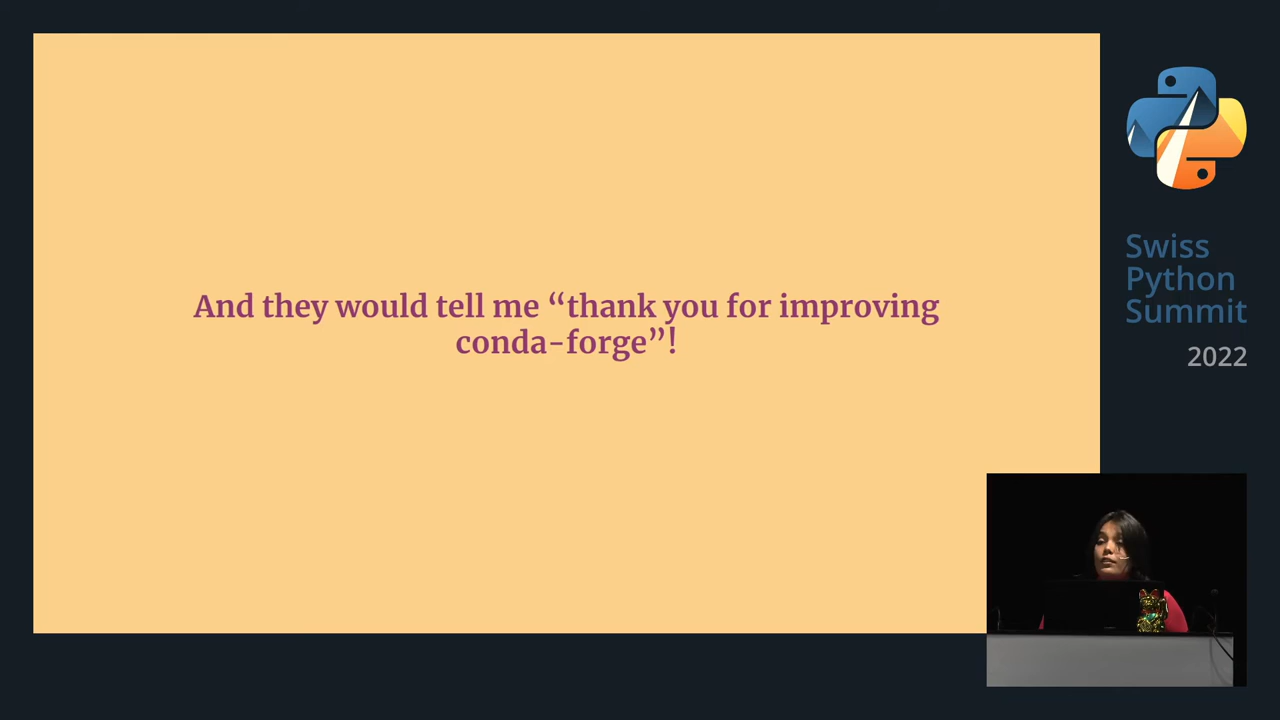 And they would tell me “thank you for improving
conda-forge”!
Swiss
Python
Summit
2022